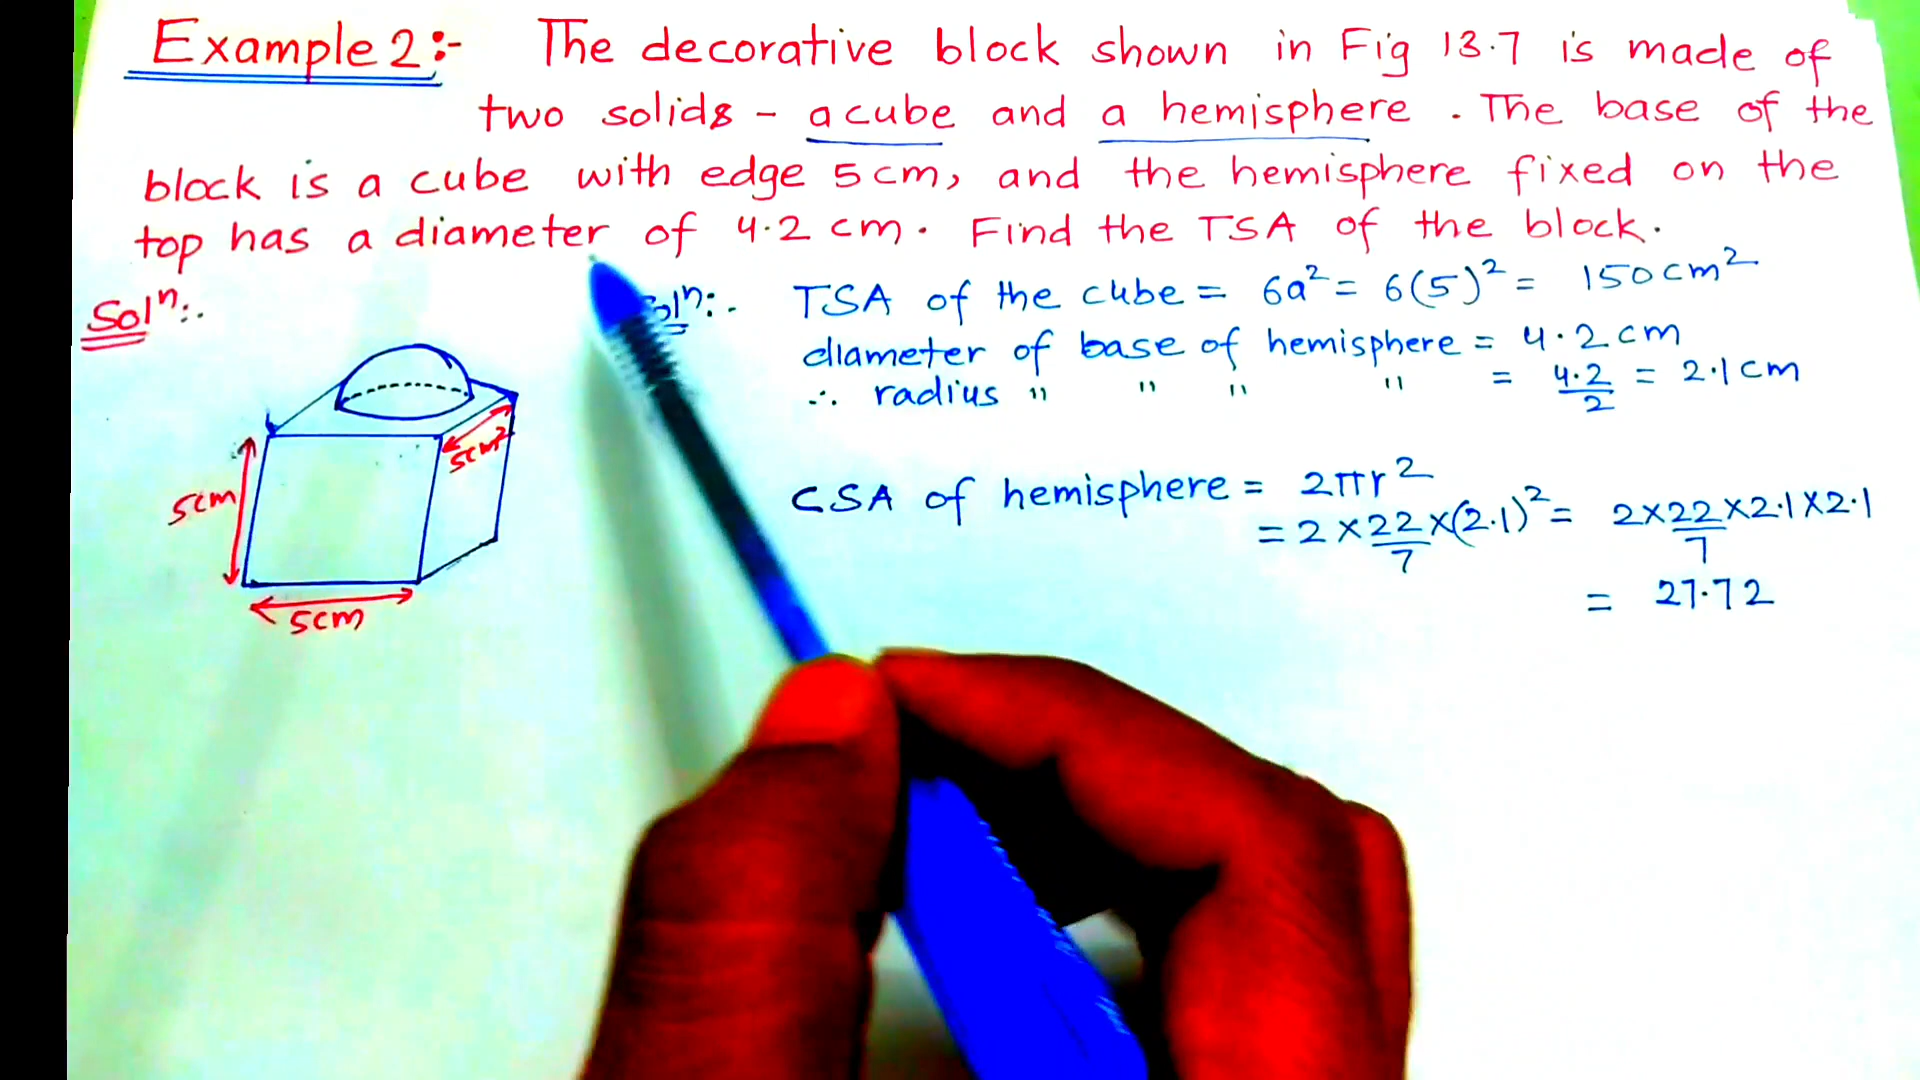 Example 2:- The decorative block shown in Fig 13.7 is made of
two solids - a cube and a hemisphere . The base of the
block is a cube with edge 5 cm, and the hemisphere fixed on the
top has a diameter of 4.2 cm. Find the TSA of the block.
Solⁿ:.
5cm
5cm
5cm²
TSA of the cube = 6a² = 6(5)² = 150cm²
diameter of base of hemisphere = 4.2 cm
∴ radius " " " " = 4.2/2 = 2.1 cm
CSA of hemisphere = 2πr²
= 2 × 22/7 × (2.1)² = 2×22/7×2.1×2.1
= 27.72